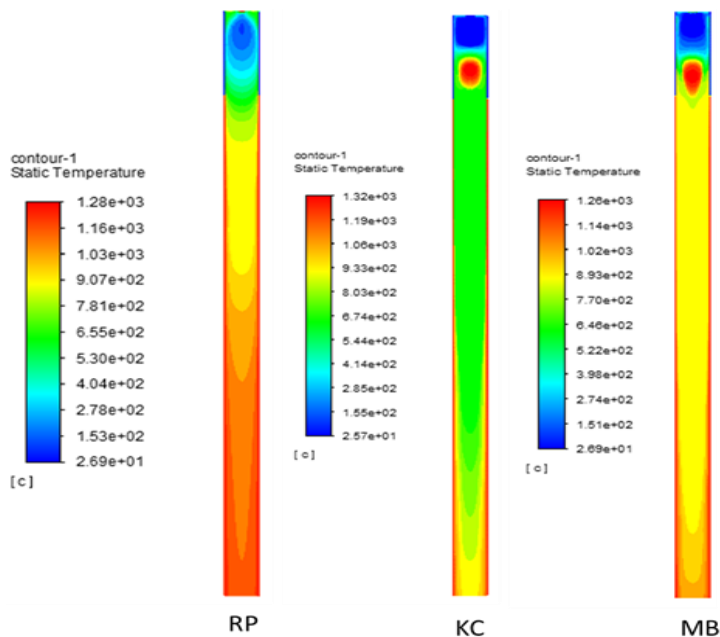 contour-1
Static Temperature
1.28e+03
1.16e+03
1.03e+03
9.07e+02
7.81e+02
6.55e+02
5.30e+02
4.04e+02
2.78e+02
1.53e+02
2.69e+01
[c]
contour-1
Static Temperature
1.32e+03
1.19e+03
1.06e+03
9.33e+02
8.03e+02
6.74e+02
5.44e+02
4.14e+02
2.85e+02
1.55e+02
2.57e+01
[c]
contour-1
Static Temperature
1.26e+03
1.14e+03
1.02e+03
8.93e+02
7.70e+02
6.46e+02
5.22e+02
3.98e+02
2.74e+02
1.51e+02
2.69e+01
[c]
RP
KC
MB